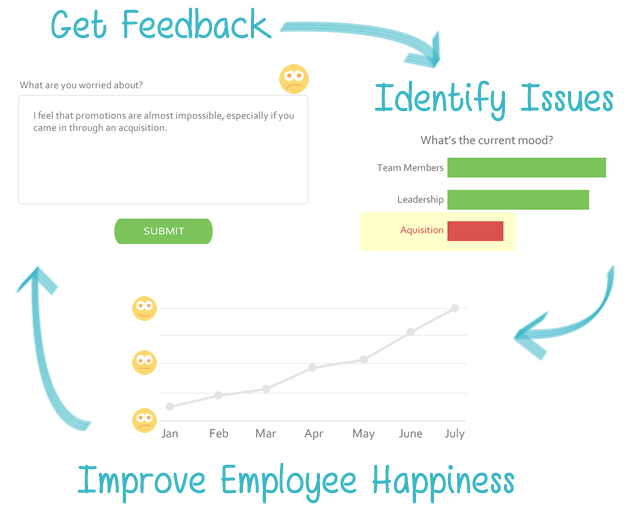 Get Feedback
What are you worried about?
I feel that promotions are almost impossible, especially if you
came in through an acquisition.
SUBMIT
Identify Issues
What's the current mood?
Team Members
Leadership
Aquisition
Jan Feb Mar Apr May June July
Improve Employee Happiness